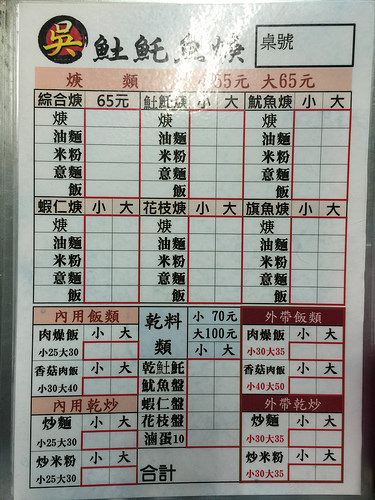 吳 𩵚魠魚焿 桌號
焿 類 55元 大65元
綜合焿 65元 𩵚魠焿 小 大 魷魚焿 小 大
焿 焿 焿
油麵 油麵 油麵
米粉 米粉 米粉
意麵 意麵 意麵
飯 飯 飯
蝦仁焿 小 大 花枝焿 小 大 旗魚焿 小 大
焿 焿 焿
油麵 油麵 油麵
米粉 米粉 米粉
意麵 意麵 意麵
飯 飯 飯
內用飯類
肉燥飯 小 大
小25大30
香菇肉飯 小 大
小30大40
內用乾炒
炒麵 小 大
小25大30
炒米粉 小 大
小25大30
乾料類 小 70元
大100元
小 大
乾𩵚魠
魷魚盤
蝦仁盤
花枝盤
滷蛋10
合計
外帶飯類
肉燥飯 小 大
小30大35
香菇肉飯 小 大
小40大50
外帶乾炒
炒麵 小 大
小30大35
炒米粉 小 大
小30大35